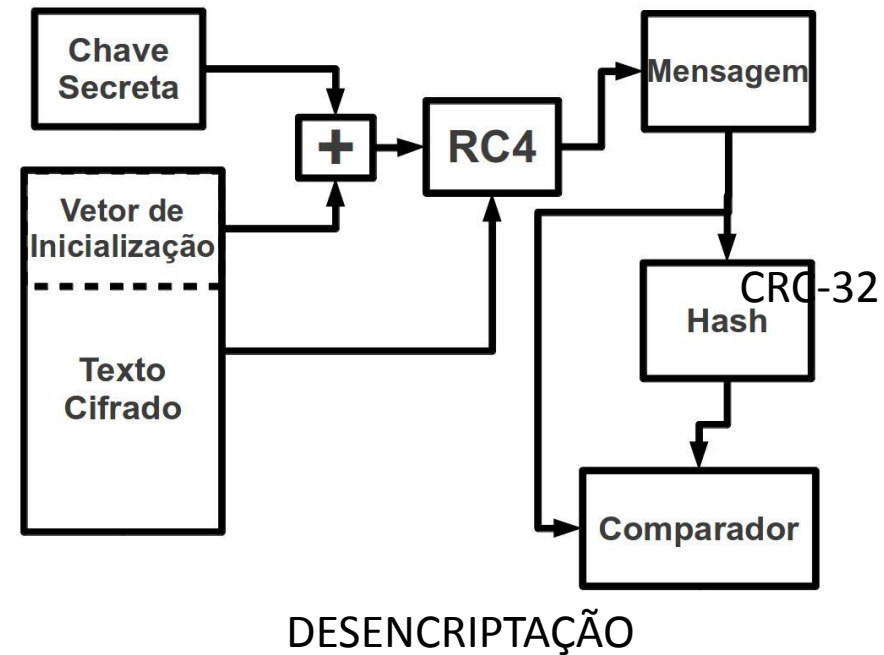 Chave
Secreta
+
RC4
Mensagem
Vetor de
Inicialização
Texto
Cifrado
CRC-32
Hash
Comparador
DESENCRIPTAÇÃO